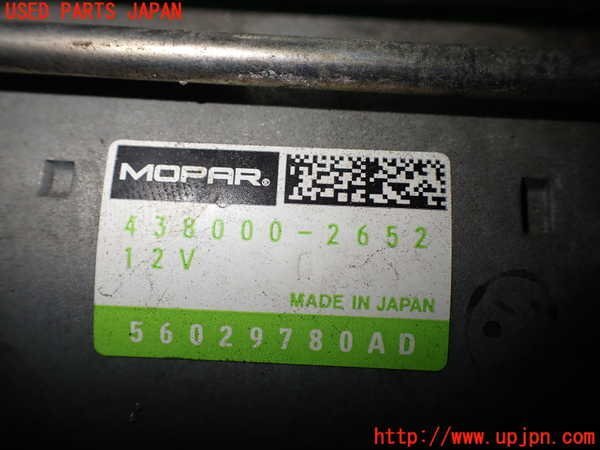 USED PARTS JAPAN
MOPAR®
438000-2652
12V
MADE IN JAPAN
56029780AD
http://www.upjpn.com